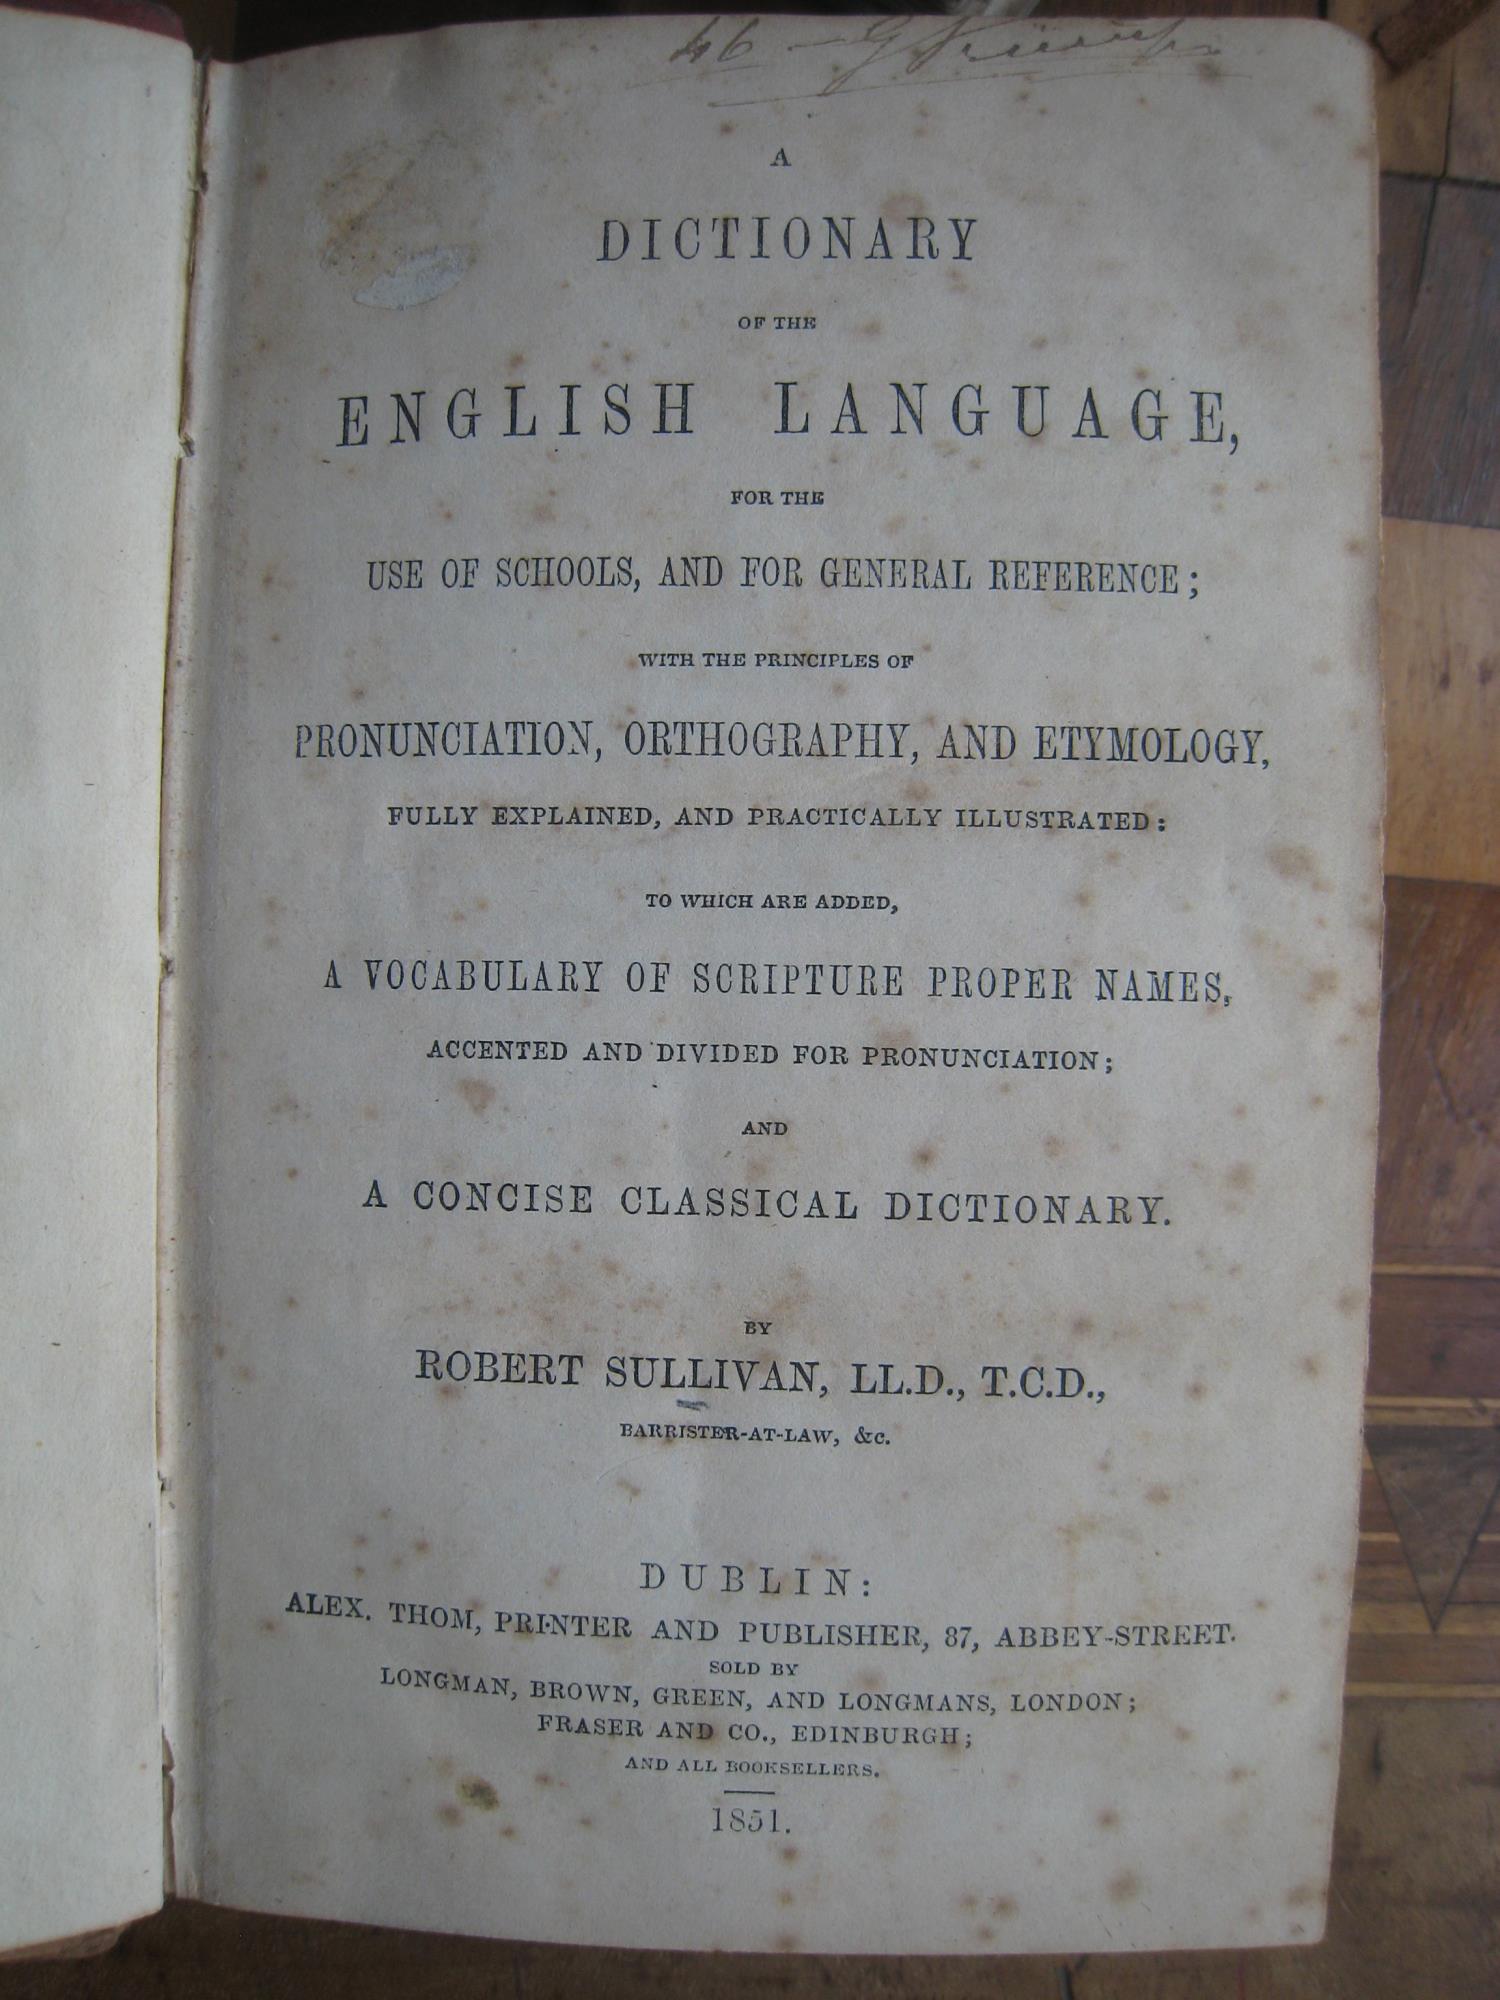 46
A
DICTIONARY
OF THE
ENGLISH LANGUAGE,
FOR THE
USE OF SCHOOLS, AND FOR GENERAL REFERENCE;
WITH THE PRINCIPLES OF
PRONUNCIATION, ORTHOGRAPHY, AND ETYMOLOGY,
FULLY EXPLAINED, AND PRACTICALLY ILLUSTRATED:
TO WHICH ARE ADDED,
A VOCABULARY OF SCRIPTURE PROPER NAMES,
ACCENTED AND DIVIDED FOR PRONUNCIATION;
AND
A CONCISE CLASSICAL DICTIONARY.
BY
ROBERT SULLIVAN, LL.D., T.C.D.,
BARRISTER-AT-LAW, &c.
DUBLIN:
ALEX. THOM, PRINTER AND PUBLISHER, 87, ABBEY-STREET.
SOLD BY
LONGMAN, BROWN, GREEN, AND LONGMANS, LONDON;
FRASER AND CO., EDINBURGH;
AND ALL BOOKSELLERS.
1851.